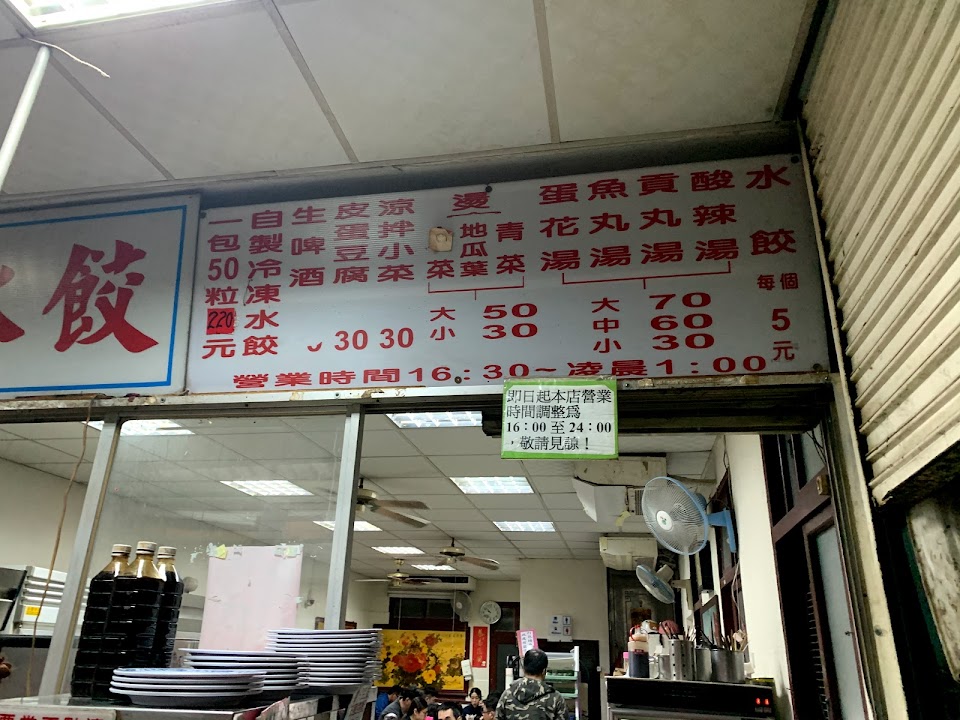 水餃
每個5元
酸辣湯
貢丸湯
魚丸湯
蛋花湯
大 70
中 60
小 30
燙
青菜
地瓜葉
菜
大 50
小 30
涼拌小菜 30
皮蛋豆腐 30
生啤酒
自製冷凍水餃
一包50粒220元
營業時間16:30~凌晨1:00
餃
即日起本店營業
時間調整為
16:00 至 24:00
,敬請見諒!